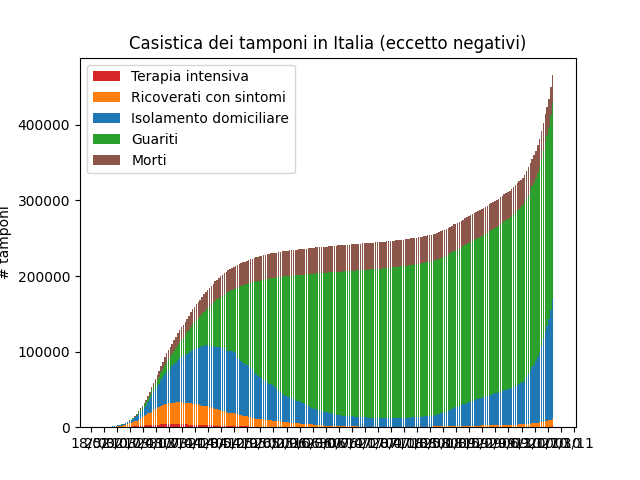 Casistica dei tamponi in Italia (eccetto negativi)
Terapia intensiva
Ricoverati con sintomi
Isolamento domiciliare
Guariti
Morti
# tamponi
400000
300000
200000
100000
0